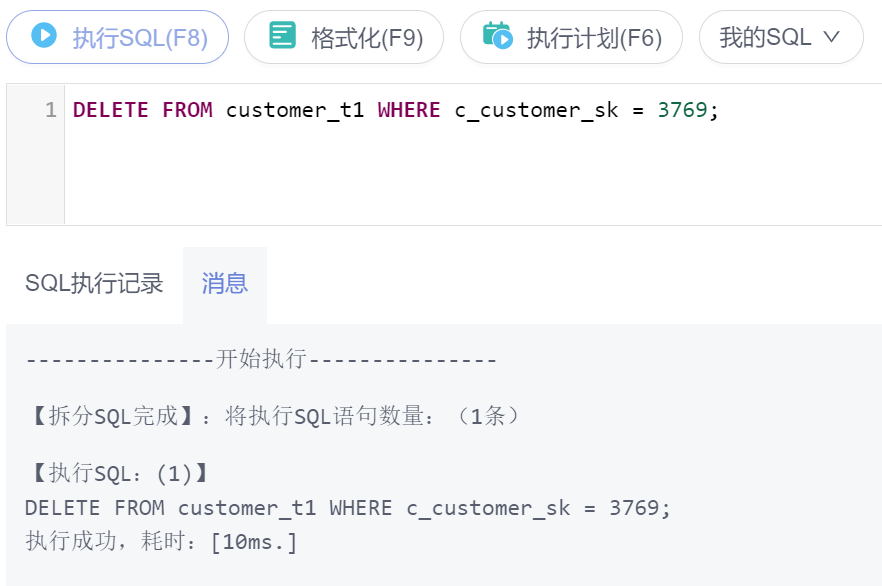 执行SQL(F8) 格式化(F9) 执行计划(F6) 我的SQL
1 DELETE FROM customer_t1 WHERE c_customer_sk = 3769;
SQL执行记录 消息
---------------开始执行---------------
【拆分SQL完成】：将执行SQL语句数量：（1条）
【执行SQL：(1)】
DELETE FROM customer_t1 WHERE c_customer_sk = 3769;
执行成功，耗时：[10ms.]